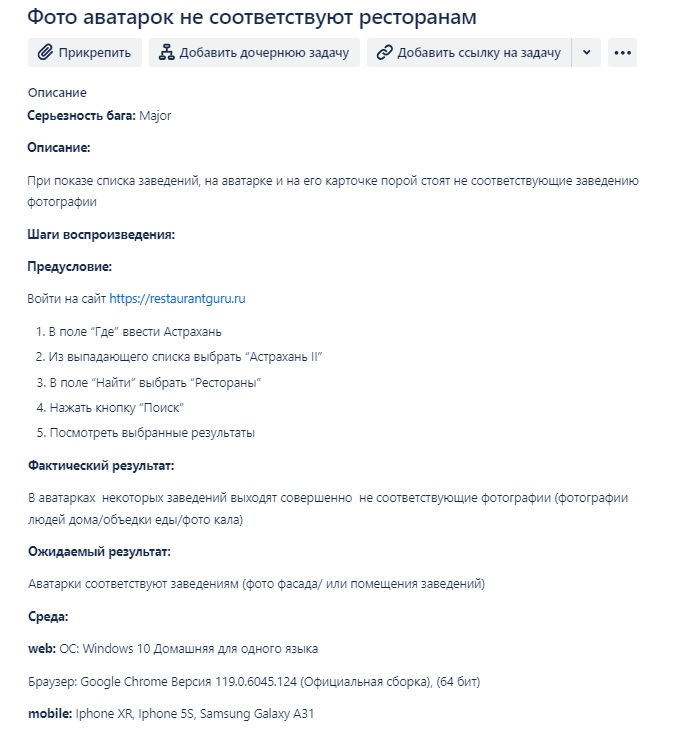 Фото аватарок не соответствуют ресторанам
Прикрепить
Добавить дочернюю задачу
Добавить ссылку на задачу
Описание
Серьезность бага: Major
Описание:
При показе списка заведений, на аватарке и на его карточке порой стоят не соответствующие заведению
фотографии
Шаги воспроизведения:
Предусловие:
Войти на сайт https://restaurantguru.ru
1. В поле “Где” ввести Астрахань
2. Из выпадающего списка выбрать “Астрахань II”
3. В поле “Найти” выбрать “Рестораны”
4. Нажать кнопку “Поиск”
5. Посмотреть выбранные результаты
Фактический результат:
В аватарках некоторых заведений выходят совершенно не соответствующие фотографии (фотографии
людей дома/объедки еды/фото кала)
Ожидаемый результат:
Аватарки соответствуют заведениям (фото фасада/ или помещения заведений)
Среда:
web: ОС: Windows 10 Домашняя для одного языка
Браузер: Google Chrome Версия 119.0.6045.124 (Официальная сборка), (64 бит)
mobile: Iphone XR, Iphone 5S, Samsung Galaxy A31